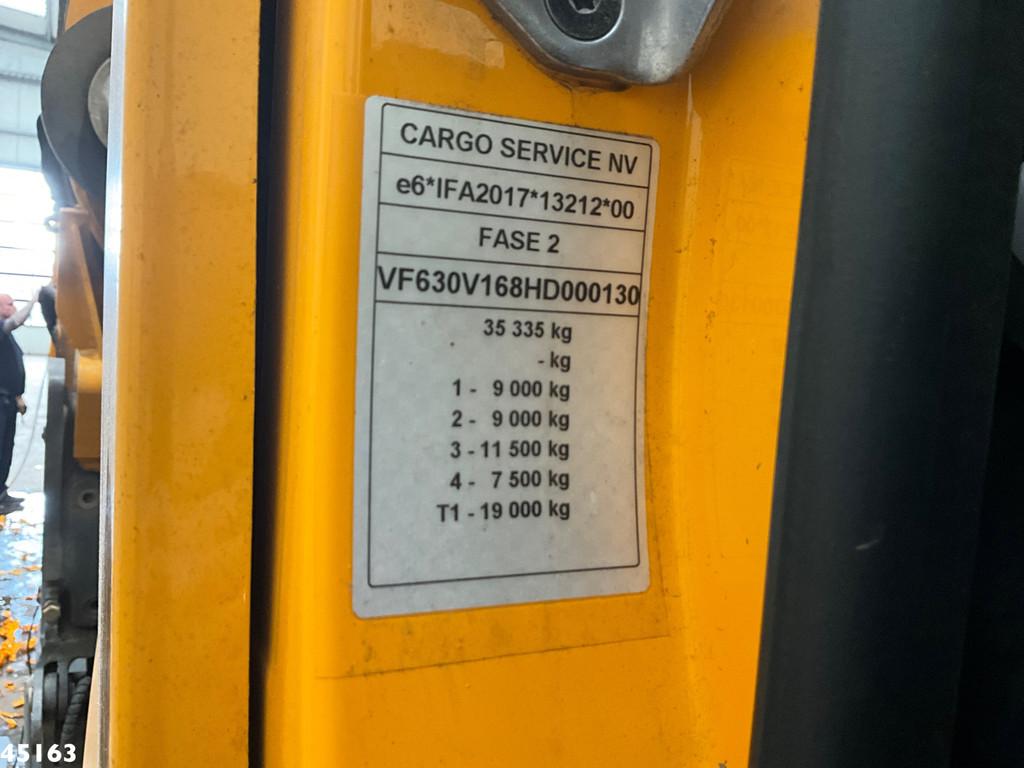 CARGO SERVICE NV
e6*IFA2017*13212*00
FASE 2
VF630V168HD000130
35 335 kg
- kg
1 - 9 000 kg
2 - 9 000 kg
3 - 11 500 kg
4 - 7 500 kg
T1 - 19 000 kg
45163